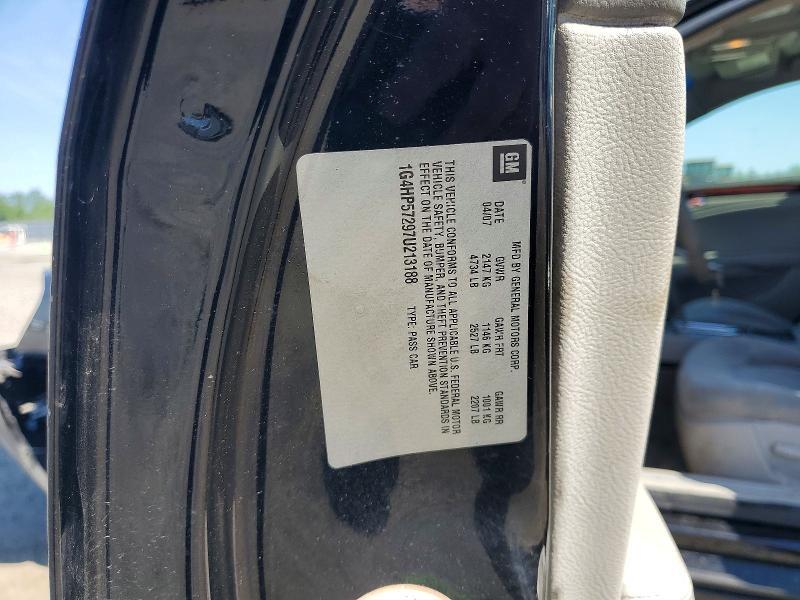 GM
MFD BY GENERAL MOTORS CORP.
DATE GVWR GAWR FRT GAWR RR
04/07 2147 KG 1146 KG 1001 KG
4734 LB 2527 LB 2207 LB
THIS VEHICLE CONFORMS TO ALL APPLICABLE U.S. FEDERAL MOTOR
VEHICLE SAFETY, BUMPER, AND THEFT PREVENTION STANDARDS IN
EFFECT ON THE DATE OF MANUFACTURE SHOWN ABOVE.
1G4HP57297U213188 TYPE: PASS CAR